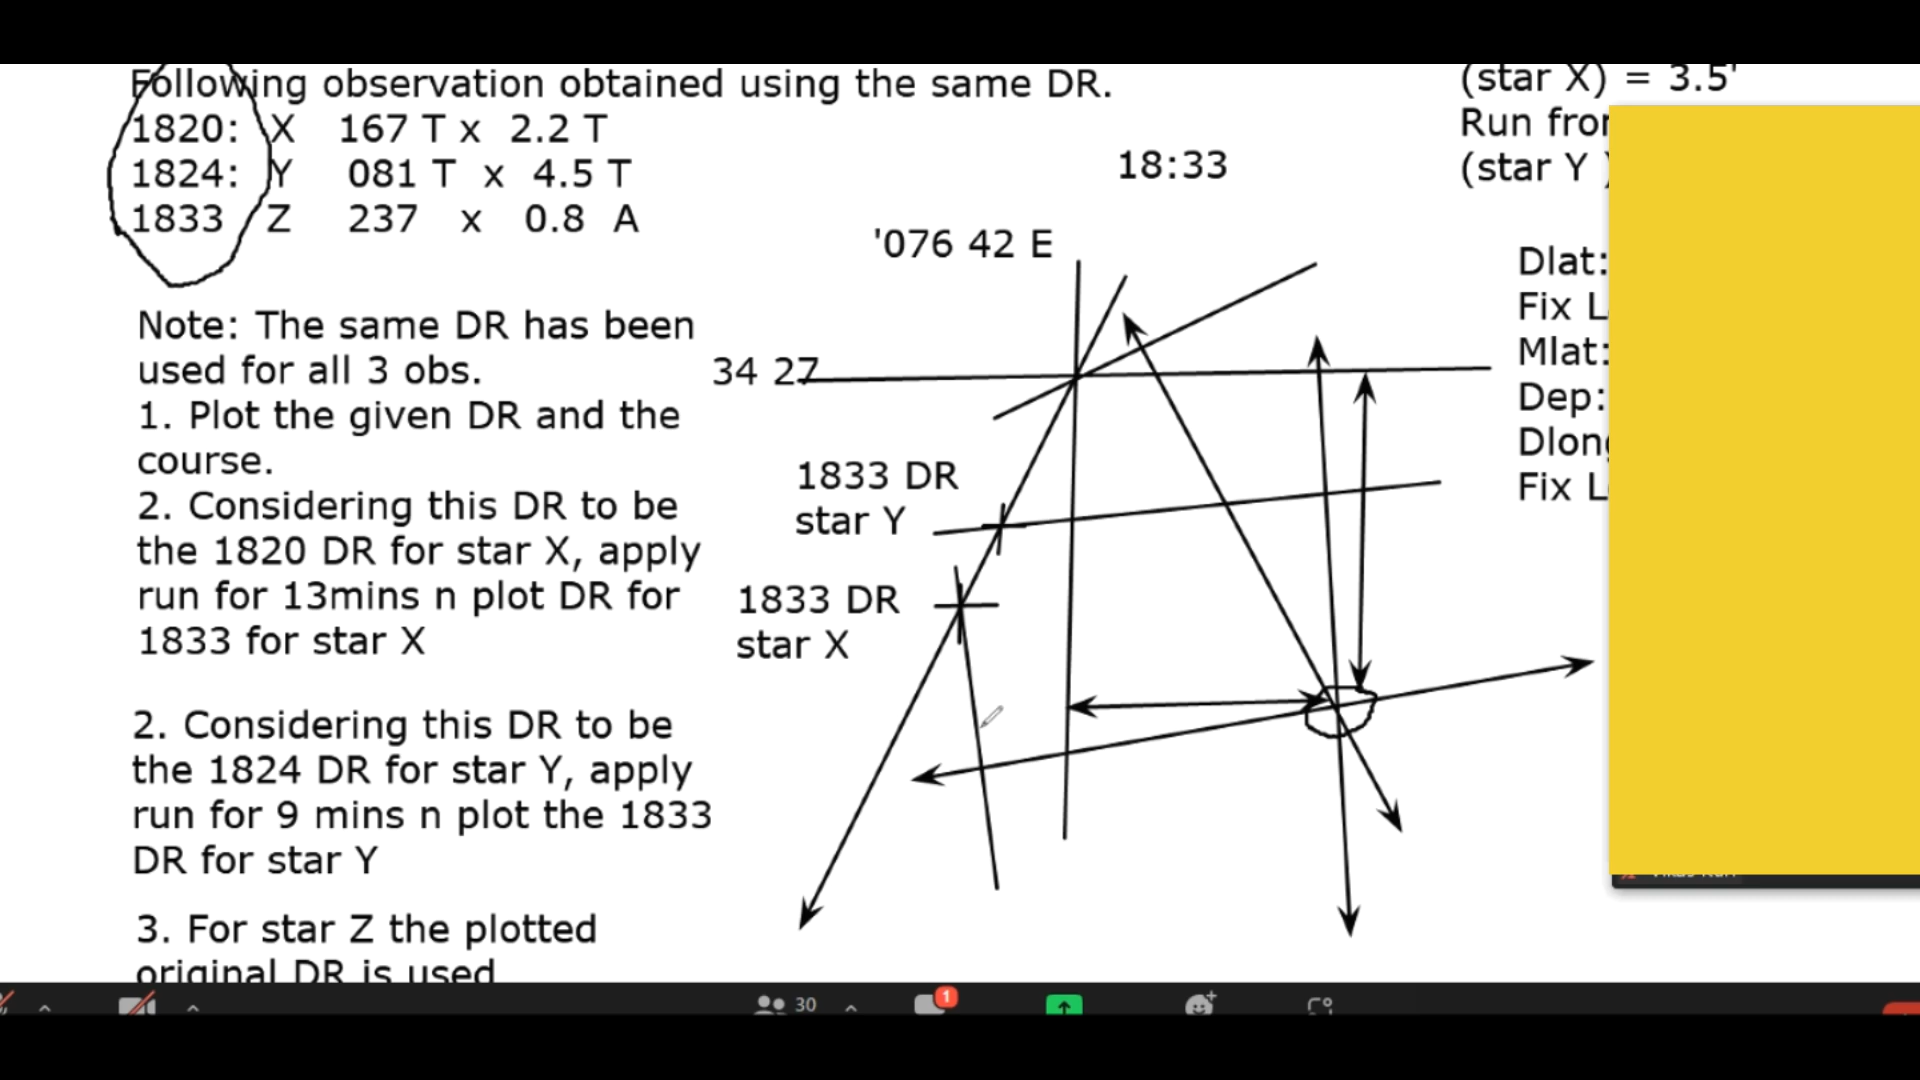 Following observation obtained using the same DR.
1820: X 167 T x 2.2 T
1824: Y 081 T x 4.5 T
1833 Z 237 x 0.8 A
Note: The same DR has been
used for all 3 obs.
1. Plot the given DR and the
course.
2. Considering this DR to be
the 1820 DR for star X, apply
run for 13mins n plot DR for
1833 for star X
2. Considering this DR to be
the 1824 DR for star Y, apply
run for 9 mins n plot the 1833
DR for star Y
3. For star Z the plotted
original DR is used
18:33
'076 42 E
34 27
1833 DR
star Y
1833 DR
star X
(star X) = 3.5'
Run
(star Y
Dlat:
Fix
Mlat:
Dep:
Fix
30
1